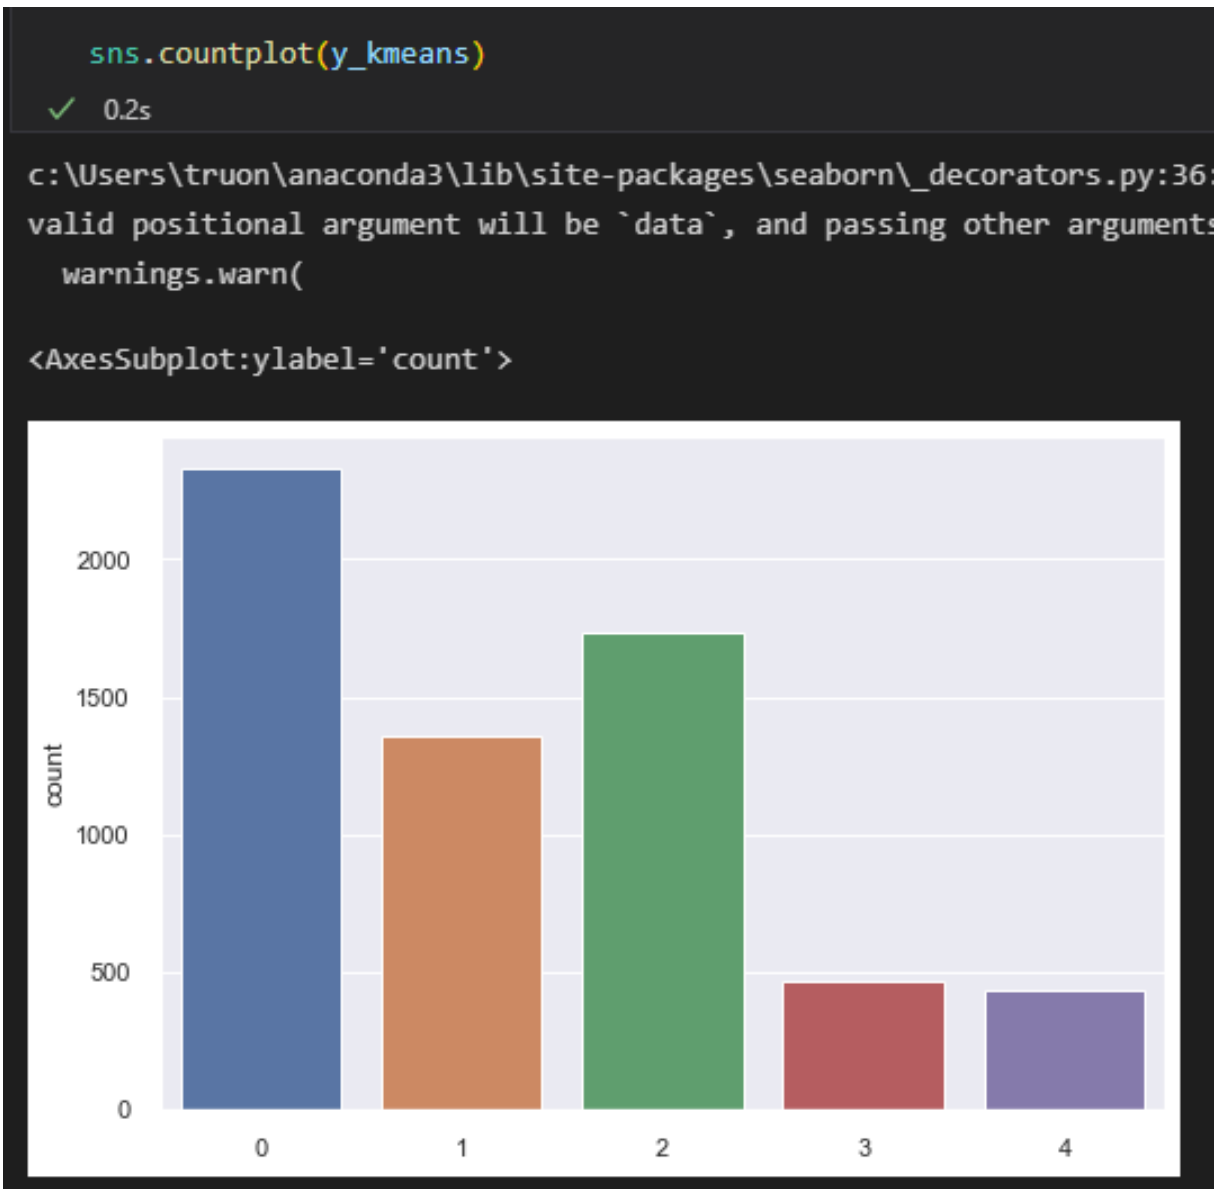 sns.countplot(y_kmeans)
0.2s
c:\Users\truon\anaconda3\lib\site-packages\seaborn\_decorators.py:36:
valid positional argument will be `data`, and passing other arguments
warnings.warn(
<AxesSubplot:ylabel='count'>
2000
1500
1000
500
0
count
0 1 2 3 4